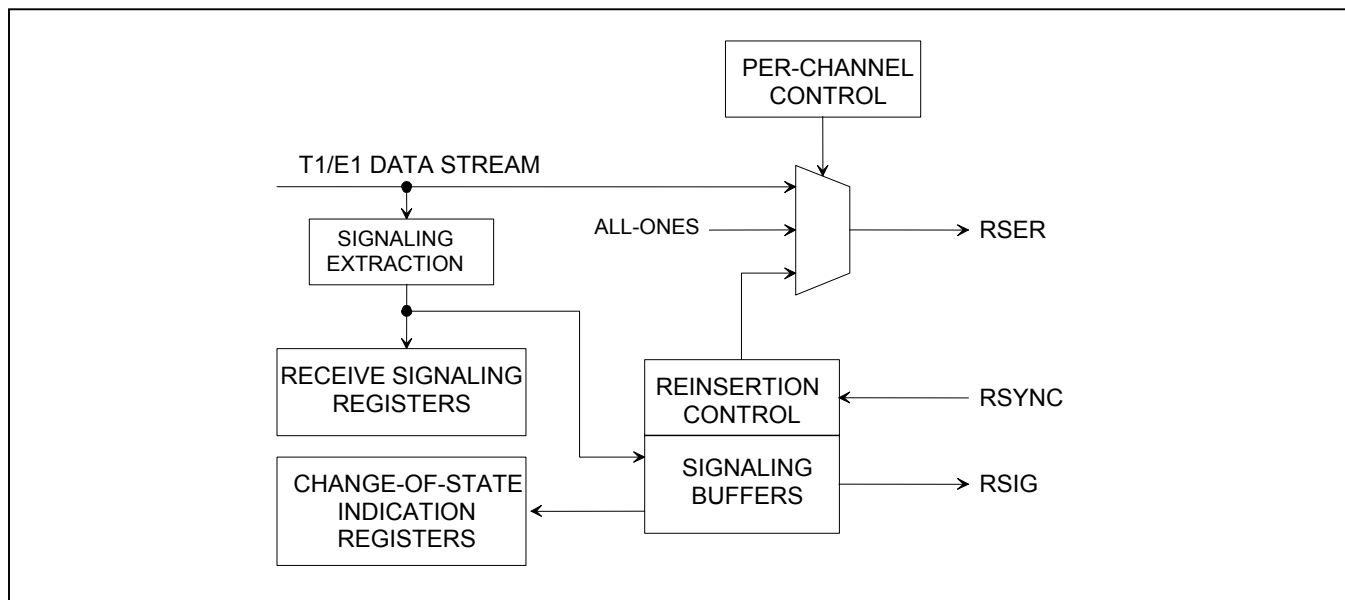 PER-CHANNEL
CONTROL
T1/E1 DATA STREAM
ALL-ONES
RSER
SIGNALING
EXTRACTION
RECEIVE SIGNALING
REGISTERS
REINSERTION
CONTROL
RSYNC
CHANGE-OF-STATE
INDICATION
REGISTERS
SIGNALING
BUFFERS
RSIG